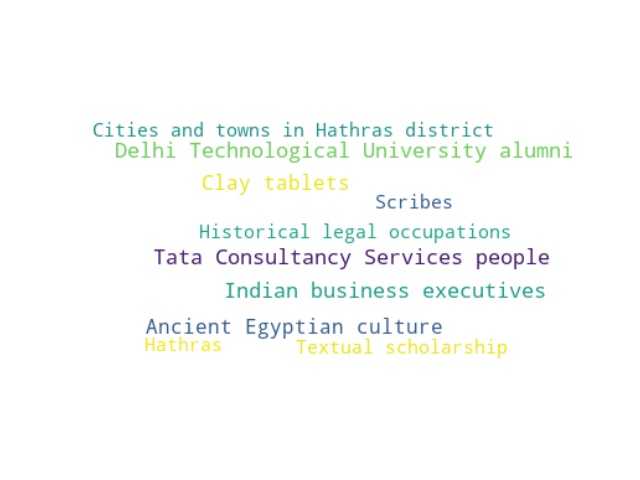 Cities and towns in Hathras district
Delhi Technological University alumni
Clay tablets
Scribes
Historical legal occupations
Tata Consultancy Services people
Indian business executives
Ancient Egyptian culture
Hathras
Textual scholarship